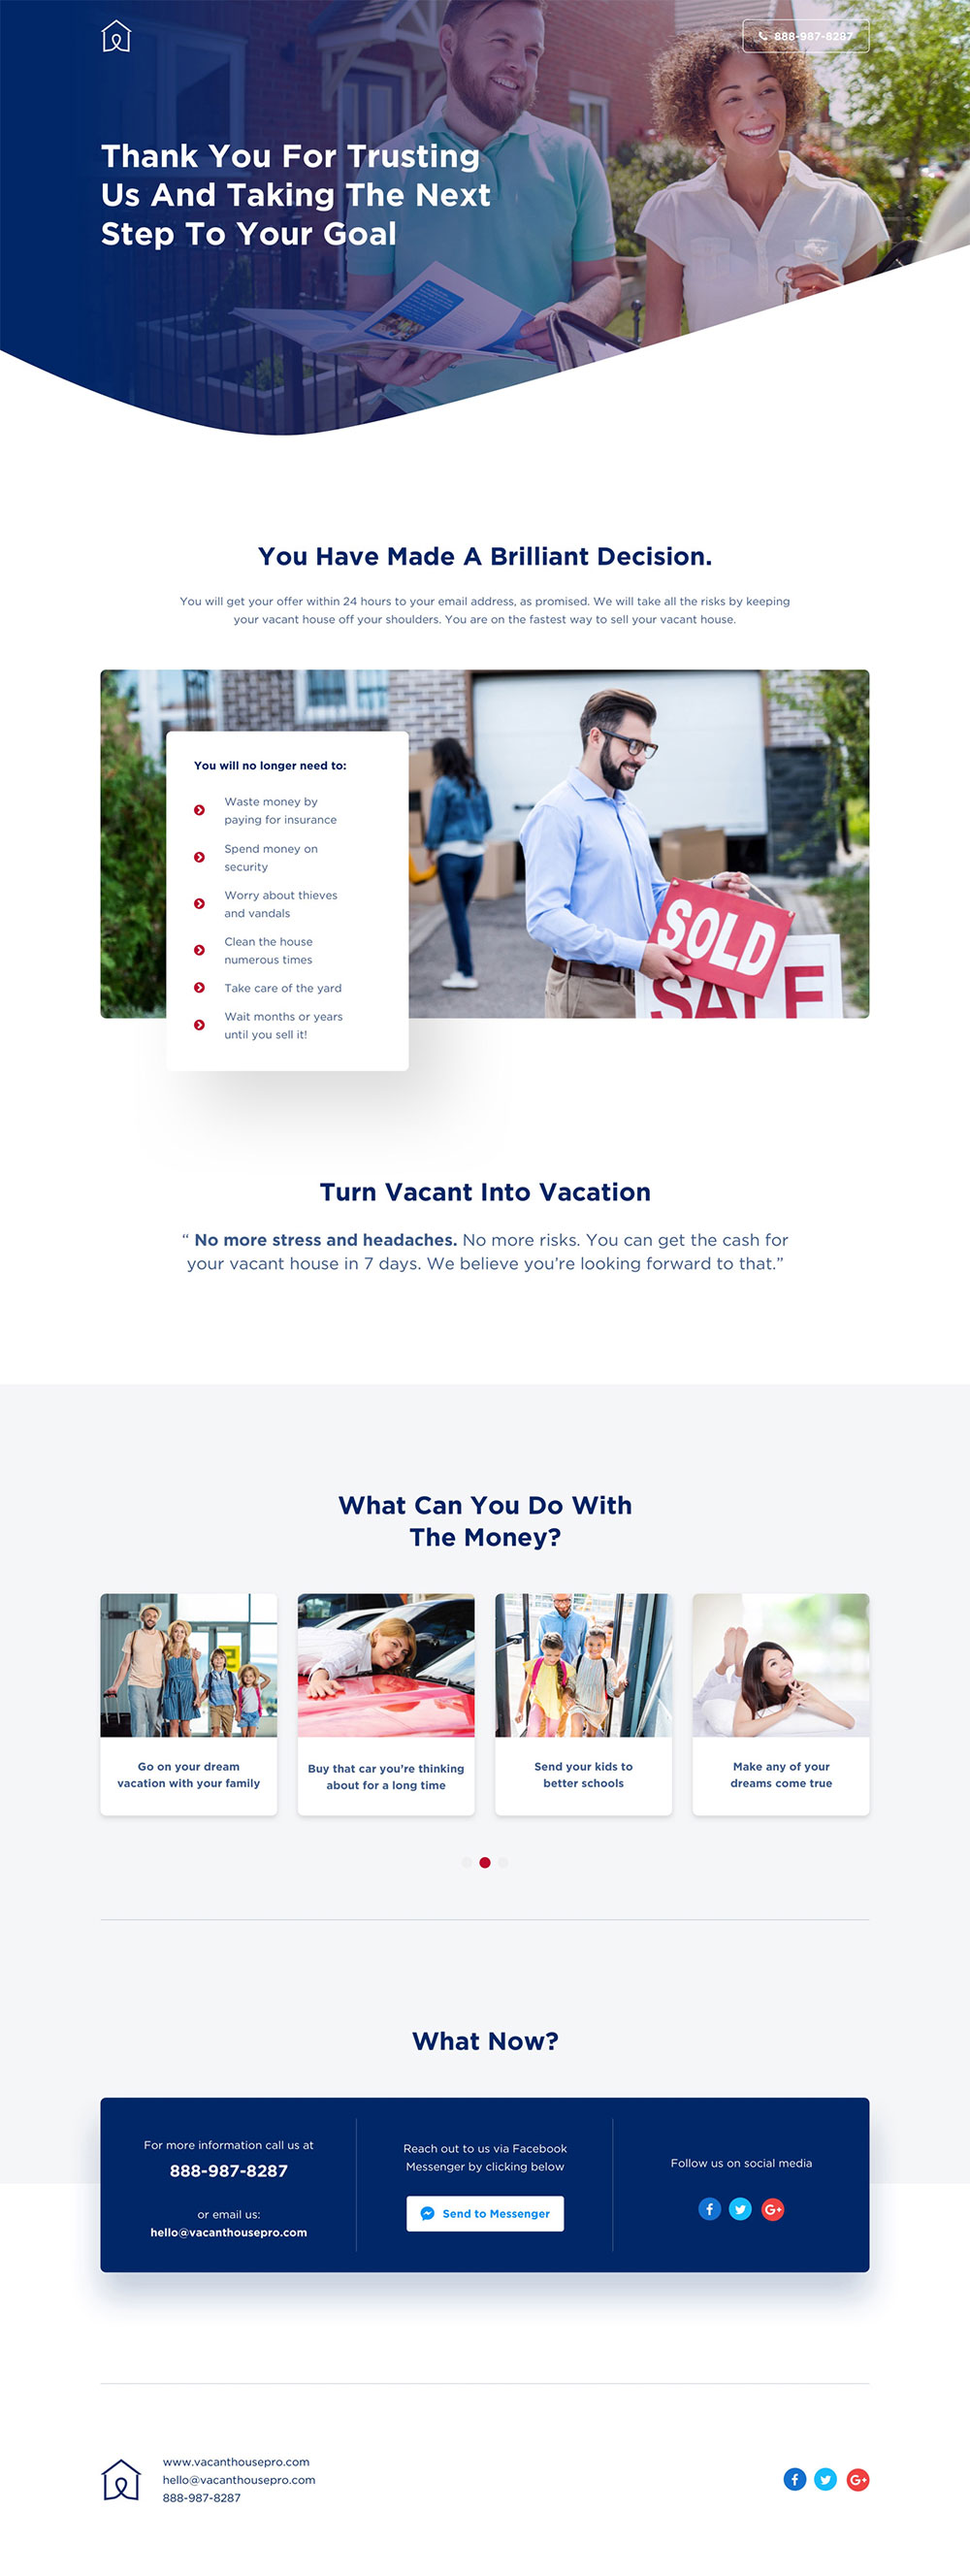 888-987-8287
Thank You For Trusting
Us And Taking The Next
Step To Your Goal
You Have Made A Brilliant Decision.
You will get your offer within 24 hours to your email address, as promised. We will take all the risks by keeping
your vacant house off your shoulders. You are on the fastest way to sell your vacant house.
You will no longer need to:
Waste money by
paying for insurance
Spend money on
security
Worry about thieves
and vandals
Clean the house
numerous times
Take care of the yard
Wait months or years
until you sell it!
SOLD
SALE
Turn Vacant Into Vacation
“ No more stress and headaches. No more risks. You can get the cash for
your vacant house in 7 days. We believe you’re looking forward to that.”
What Can You Do With
The Money?
Go on your dream
vacation with your family
Buy that car you’re thinking
about for a long time
Send your kids to
better schools
Make any of your
dreams come true
What Now?
For more information call us at
888-987-8287
or email us:
hello@vacanthousepro.com
Reach out to us via Facebook
Messenger by clicking below
Send to Messenger
Follow us on social media
www.vacanthousepro.com
hello@vacanthousepro.com
888-987-8287